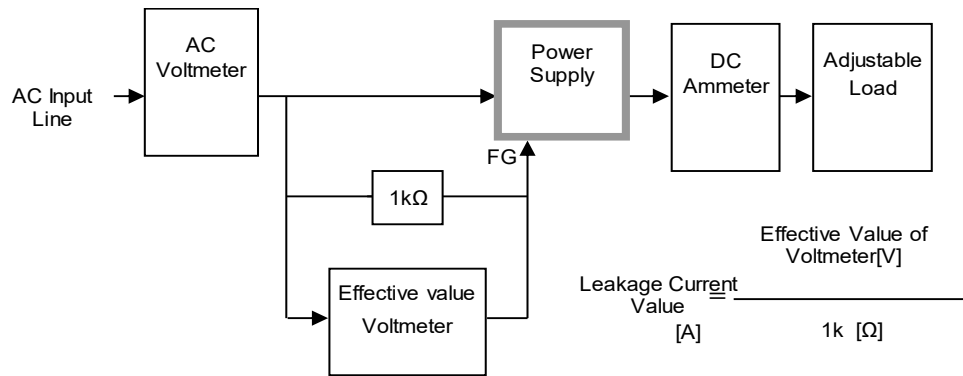 AC
Voltmeter
Power
Supply
DC
Ammeter
Adjustable
Load
AC Input
Line
FG
1kΩ
Effective value
Voltmeter
Effective Value of
Voltmeter[V]
Leakage Current
Value
[A]
=
1k [Ω]